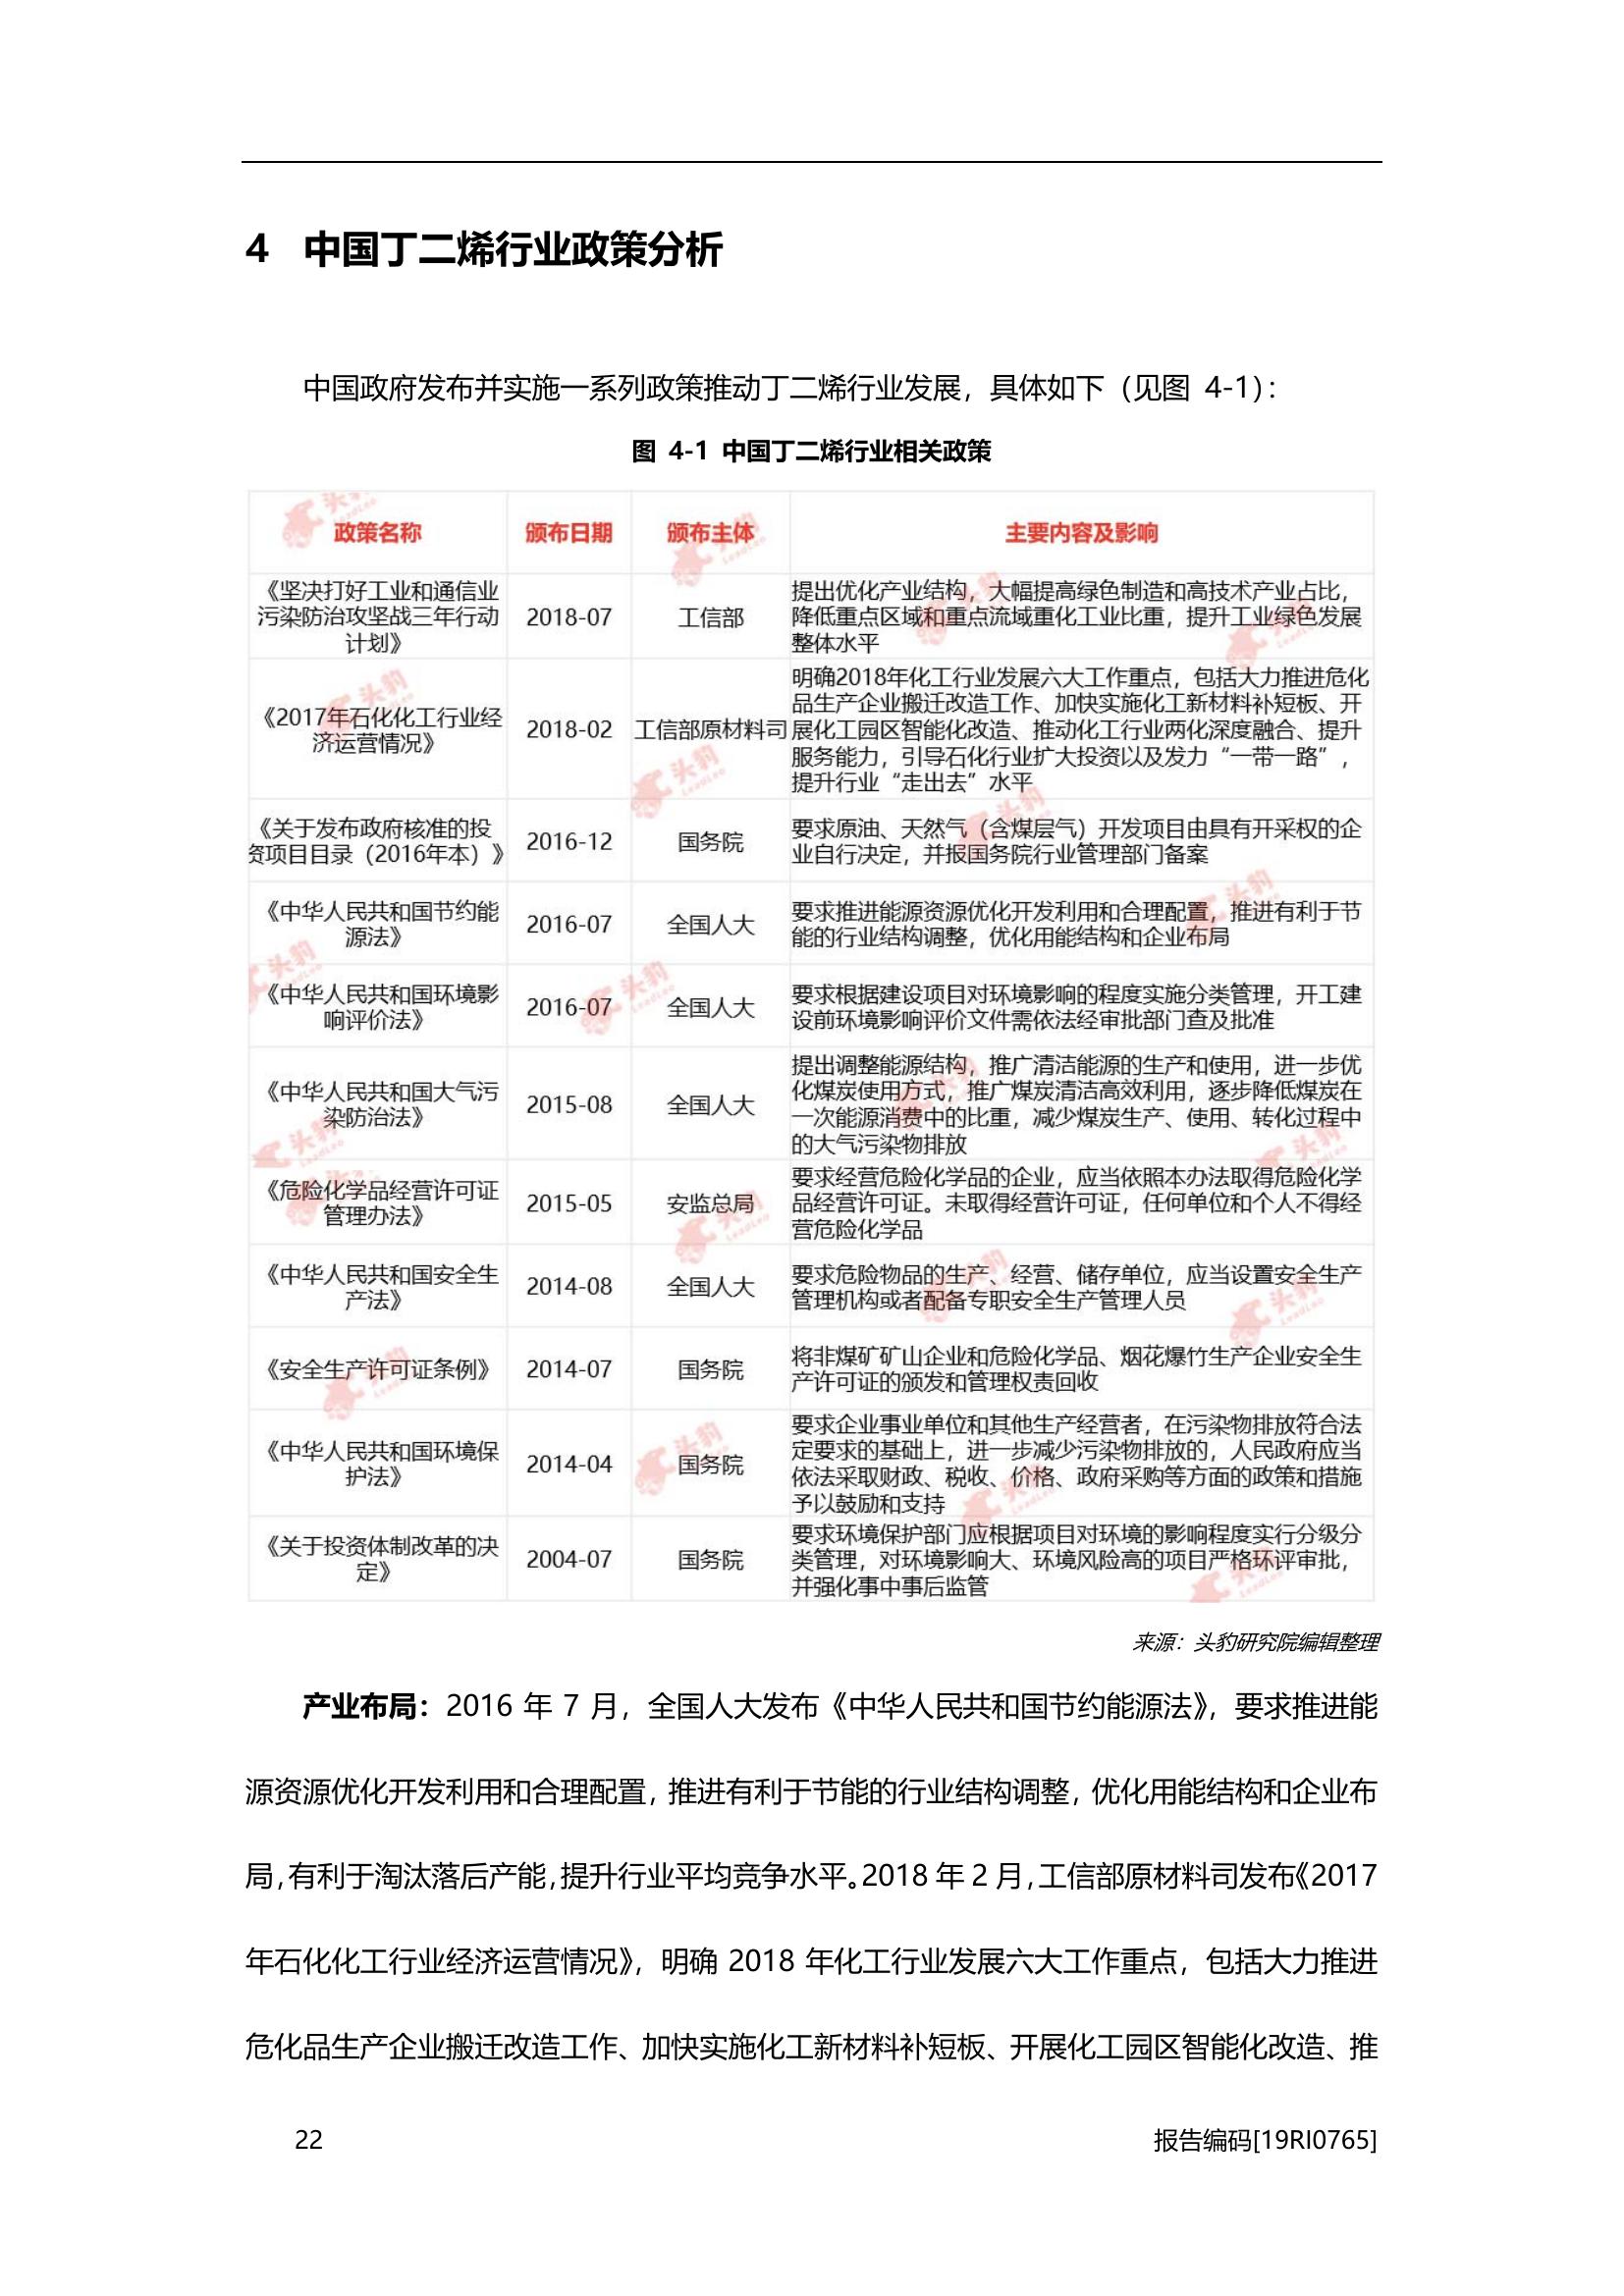 4 中国丁二烯行业政策分析
中国政府发布并实施一系列政策推动丁二烯行业发展，具体如下（见图 4-1）：
图 4-1 中国丁二烯行业相关政策
政策名称 颁布日期 颁布主体 主要内容及影响
《坚决打好工业和通信业
污染防治攻坚战三年行动
计划》
2018-07
工信部
提出优化产业结构，大幅提高绿色制造和高技术产业占比，
降低重点区域和重点流域重化工业比重，提升工业绿色发展
整体水平
《2017年石化化工行业经
济运营情况》
2018-02
工信部原材料司
明确2018年化工行业发展六大工作重点，包括大力推进危化
品生产企业搬迁改造工作、加快实施化工新材料补短板、开
展化工园区智能化改造、推动化工行业两化深度融合、提升
服务能力，引导石化行业扩大投资以及发力“一带一路”，
提升行业“走出去”水平
《关于发布政府核准的投
资项目目录（2016年本）》
2016-12
国务院
要求原油、天然气（含煤层气）开发项目由具有开采权的企
业自行决定，并报国务院行业管理部门备案
《中华人民共和国节约能
源法》
2016-07
全国人大
要求推进能源资源优化开发利用和合理配置，推进有利于节
能的行业结构调整，优化用能结构和企业布局
《中华人民共和国环境影
响评价法》
2016-07
全国人大
要求根据建设项目对环境影响的程度实施分类管理，开工建
设前环境影响评价文件需依法经审批部门查及批准
《中华人民共和国大气污
染防治法》
2015-08
全国人大
提出调整能源结构，推广清洁能源的生产和使用，进一步优
化煤炭使用方式，推广煤炭清洁高效利用，逐步降低煤炭在
一次能源消费中的比重，减少煤炭生产、使用、转化过程中
的大气污染物排放
《危险化学品经营许可证
管理办法》
2015-05
安监总局
要求经营危险化学品的企业，应当依照本办法取得危险化学
品经营许可证。未取得经营许可证，任何单位和个人不得经
营危险化学品
《中华人民共和国安全生
产法》
2014-08
全国人大
要求危险物品的生产、经营、储存单位，应当设置安全生产
管理机构或者配备专职安全生产管理人员
《安全生产许可证条例》
2014-07
国务院
将非煤矿矿山企业和危险化学品、烟花爆竹生产企业安全生
产许可证的颁发和管理权责回收
《中华人民共和国环境保
护法》
2014-04
国务院
要求企业事业单位和其他生产经营者，在污染物排放符合法
定要求的基础上，进一步减少污染物排放的，人民政府应当
依法采取财政、税收、价格、政府采购等方面的政策和措施
予以鼓励和支持
《关于投资体制改革的决
定》
2004-07
国务院
要求环境保护部门应根据项目对环境的影响程度实行分级分
类管理，对环境影响大、环境风险高的项目严格环评审批，
并强化事中事后监管
来源：头豹研究院编辑整理
产业布局：2016 年 7 月，全国人大发布《中华人民共和国节约能源法》，要求推进能
源资源优化开发利用和合理配置，推进有利于节能的行业结构调整，优化用能结构和企业布
局，有利于淘汰落后产能，提升行业平均竞争水平。2018 年 2 月，工信部原材料司发布《2017
年石化化工行业经济运营情况》，明确 2018 年化工行业发展六大工作重点，包括大力推进
危化品生产企业搬迁改造工作、加快实施化工新材料补短板、开展化工园区智能化改造、推
22 报告编码[19RI0765]